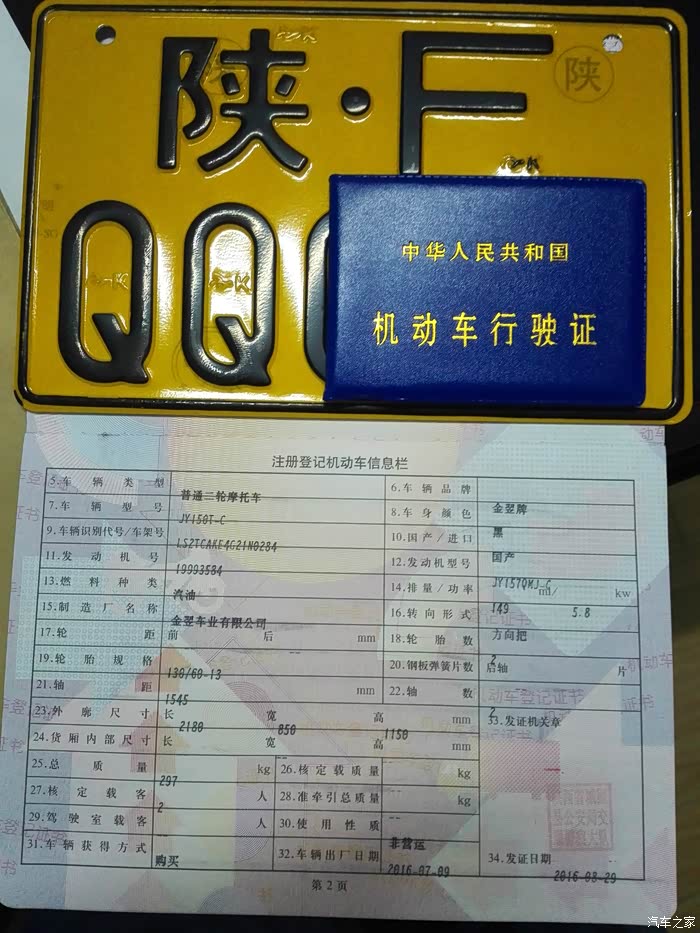 陕·F
陕
QQ
中华人民共和国
机动车行驶证
注册登记机动车信息栏
5.车辆类型 普通二轮摩托车 6.车辆品牌 金翌牌
7.车辆型号 JY150T-C 8.车身颜色 黑
9.车辆识别代号/车架号 LS2TCAKE4G21N0284 10.国产/进口 国产
11.发动机号 19993584 12.发动机型号 JY157QMJ-C
13.燃料种类 汽油 14.排量/功率 149 ml/ 5.8 kw
15.制造厂名称 金翌车业有限公司 16.转向形式 方向把
17.轮距 前 后 -- mm 18.轮胎数 2
19.轮胎规格 130/60-13 20.钢板弹簧片数 后轴 -- 片
21.轴距 1545 mm 22.轴数 2
23.外廓尺寸 长 2180 宽 850 高 1150 mm 33.发证机关章
24.货厢内部尺寸 长 宽 高 mm
25.总质量 297 kg 26.核定载质量 -- kg
27.核定载客 2 人 28.准牵引总质量 -- kg
29.驾驶室载客 -- 人 30.使用性质 非营运
31.车辆获得方式 购买 32.车辆出厂日期 2016-07-09 34.发证日期 2016-08-29
第2页
汽车之家